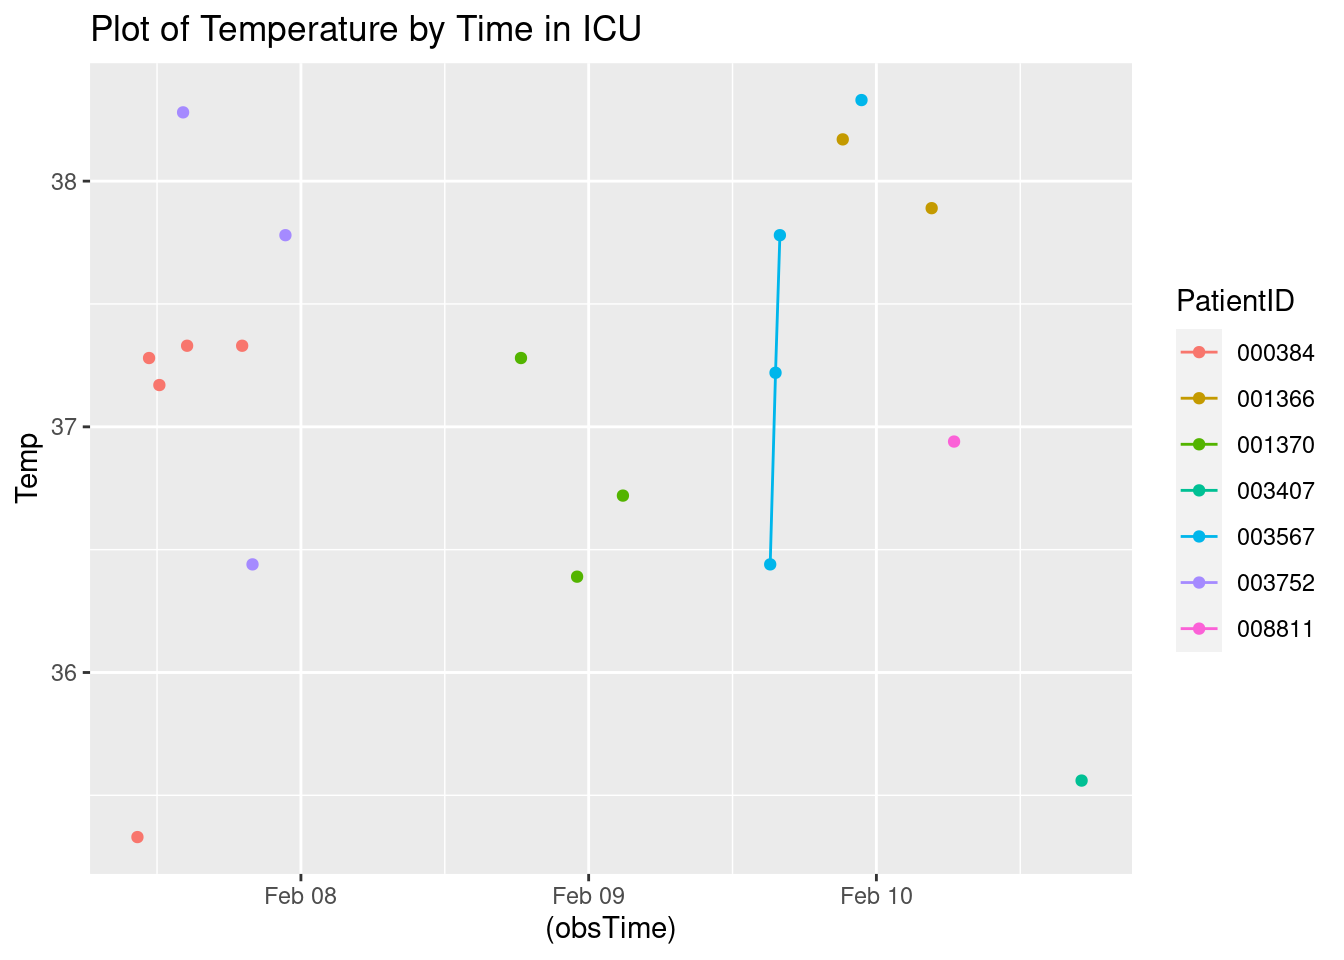 Plot of Temperature by Time in ICU
38
37
36
Temp
Feb 08
Feb 09
Feb 10
(obsTime)
PatientID
000384
001366
001370
003407
003567
003752
008811